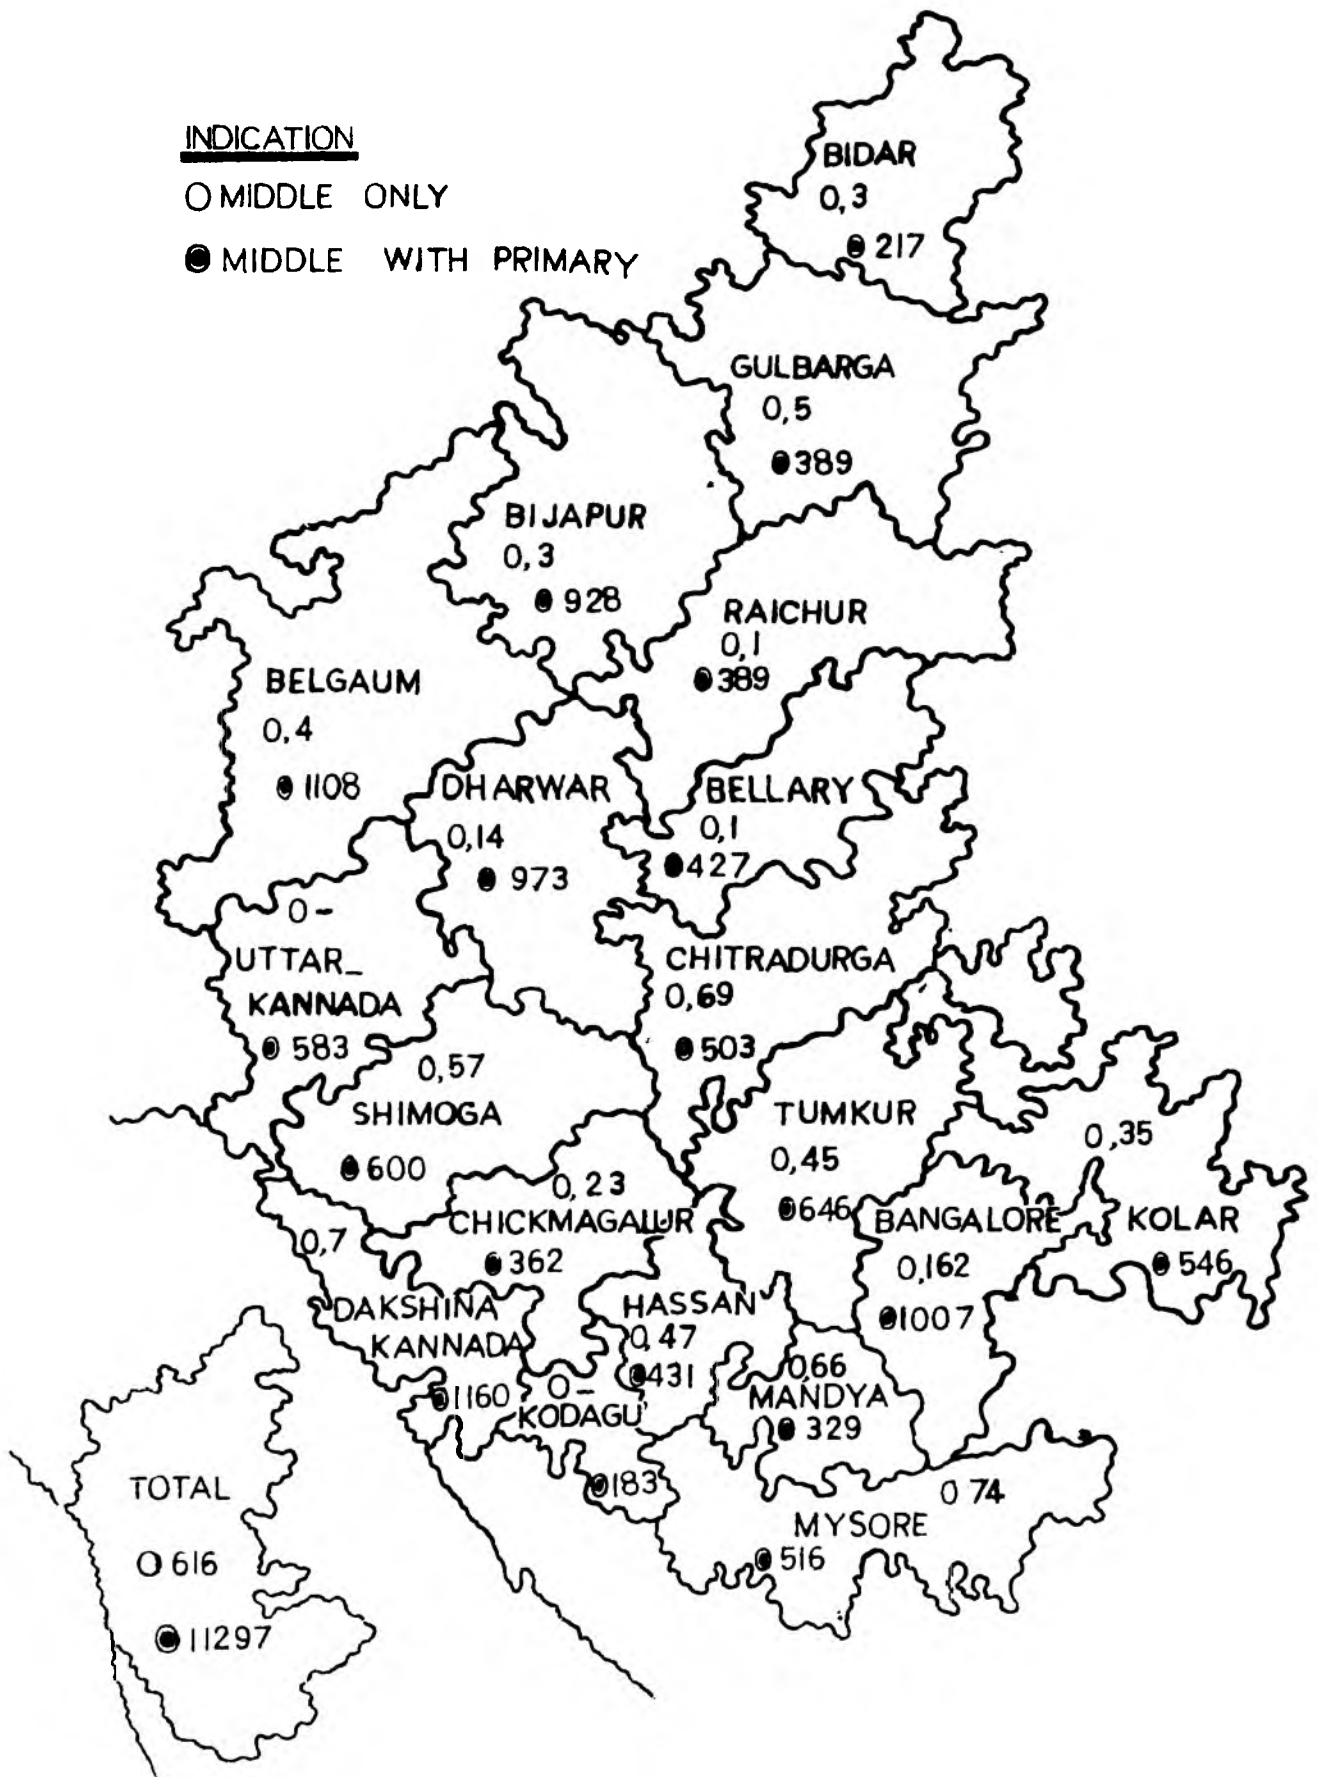 INDICATION
O MIDDLE ONLY
● MIDDLE WITH PRIMARY
BIDAR
0,3
● 217
GULBARGA
0,5
● 389
BIJAPUR
0,3
● 928
RAICHUR
0,1
● 389
BELGAUM
0,4
● 1108
DHARWAR
0,14
● 973
BELLARY
0,1
● 427
0-
UTTAR_
KANNADA
● 583
CHITRADURGA
0,69
● 503
0,57
SHIMOGA
● 600
TUMKUR
0,45
● 646
0,35
KOLAR
● 546
0,23
CHICKMAGALUR
● 362
BANGALORE
0,162
● 1007
0,7
DAKSHINA
KANNADA
● 1160
HASSAN
0,47
● 431
0,66
MANDYA
● 329
0-
KODAGU
● 183
0 74
MYSORE
● 516
TOTAL
O 616
● 11297